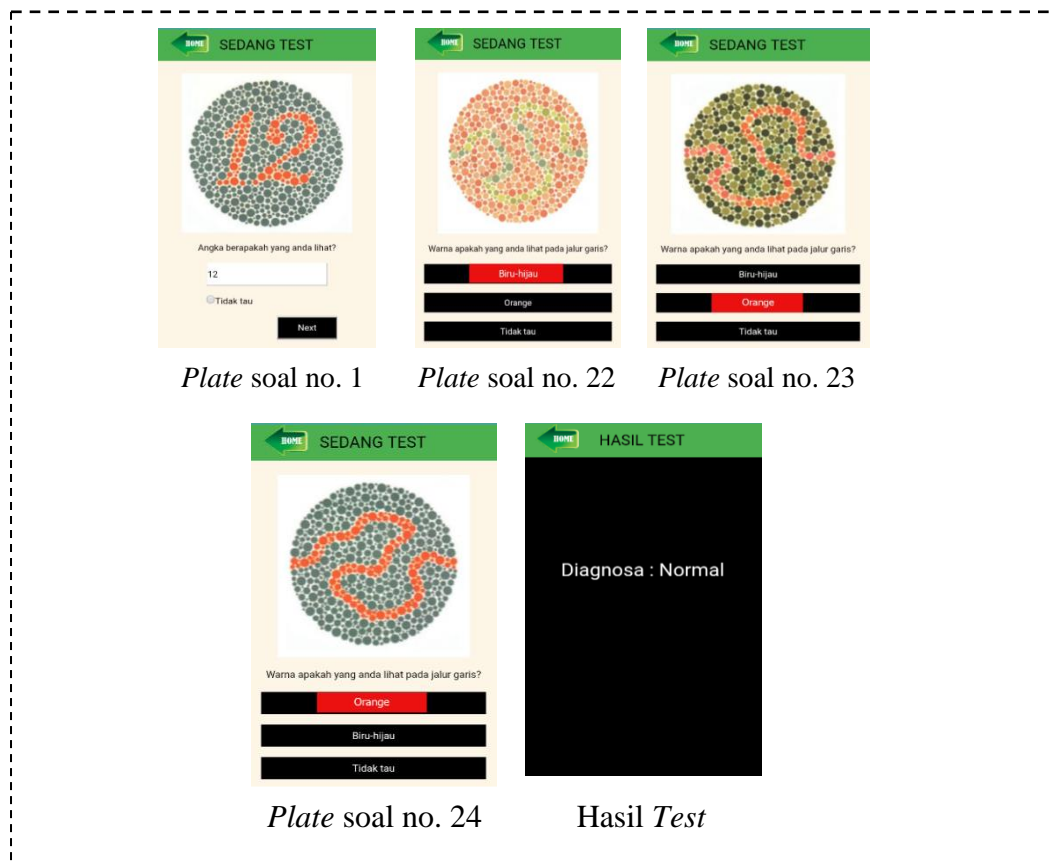 HOME SEDANG TEST
12
Angka berapakah yang anda lihat?
12
Tidak tau
Next
Plate soal no. 1
HOME SEDANG TEST
Warna apakah yang anda lihat pada jalur garis?
Biru-hijau
Orange
Tidak tau
Plate soal no. 22
HOME SEDANG TEST
Warna apakah yang anda lihat pada jalur garis?
Biru-hijau
Orange
Tidak tau
Plate soal no. 23
HOME SEDANG TEST
Warna apakah yang anda lihat pada jalur garis?
Orange
Biru-hijau
Tidak tau
Plate soal no. 24
HOME HASIL TEST
Diagnosa : Normal
Hasil Test